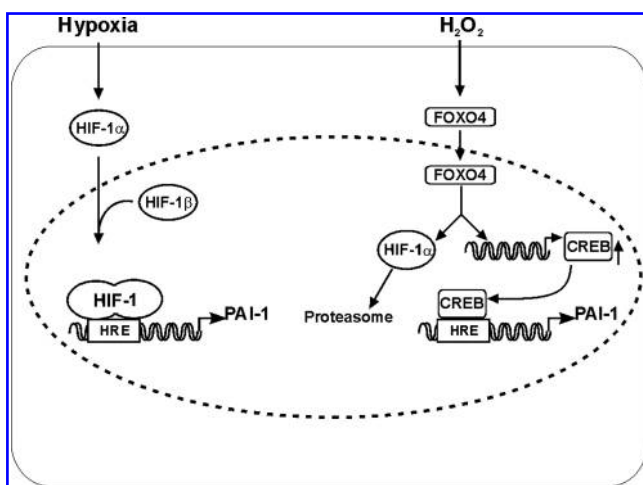 Hypoxia
HIF-1α
HIF-1β
HIF-1
HRE
PAI-1
H₂O₂
FOXO4
FOXO4
HIF-1α
Proteasome
CREB
CREB
HRE
PAI-1